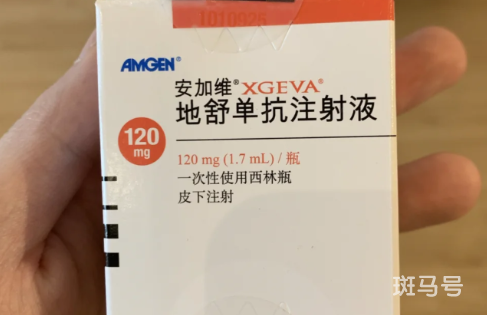 1010925
AMGEN®
安加维® XGEVA®
地舒单抗注射液
120 mg
120 mg (1.7 mL) / 瓶
一次性使用西林瓶
皮下注射
斑马号